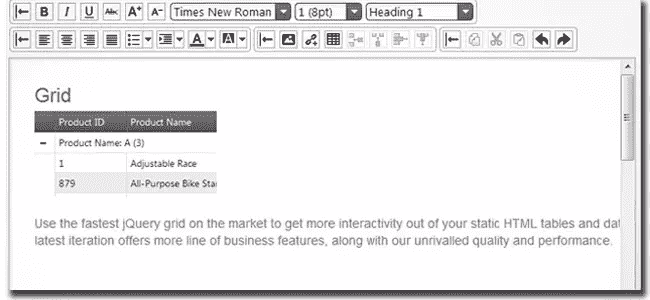 B I U Abc A+ A- Times New Roman 1 (8pt) Heading 1
A A
Grid
Product ID Product Name
Product Name: A (3)
1 Adjustable Race
879 All-Purpose Bike Sta
Use the fastest jQuery grid on the market to get more interactivity out of your static HTML tables and dat
latest iteration offers more line of business features, along with our unrivalled quality and performance.